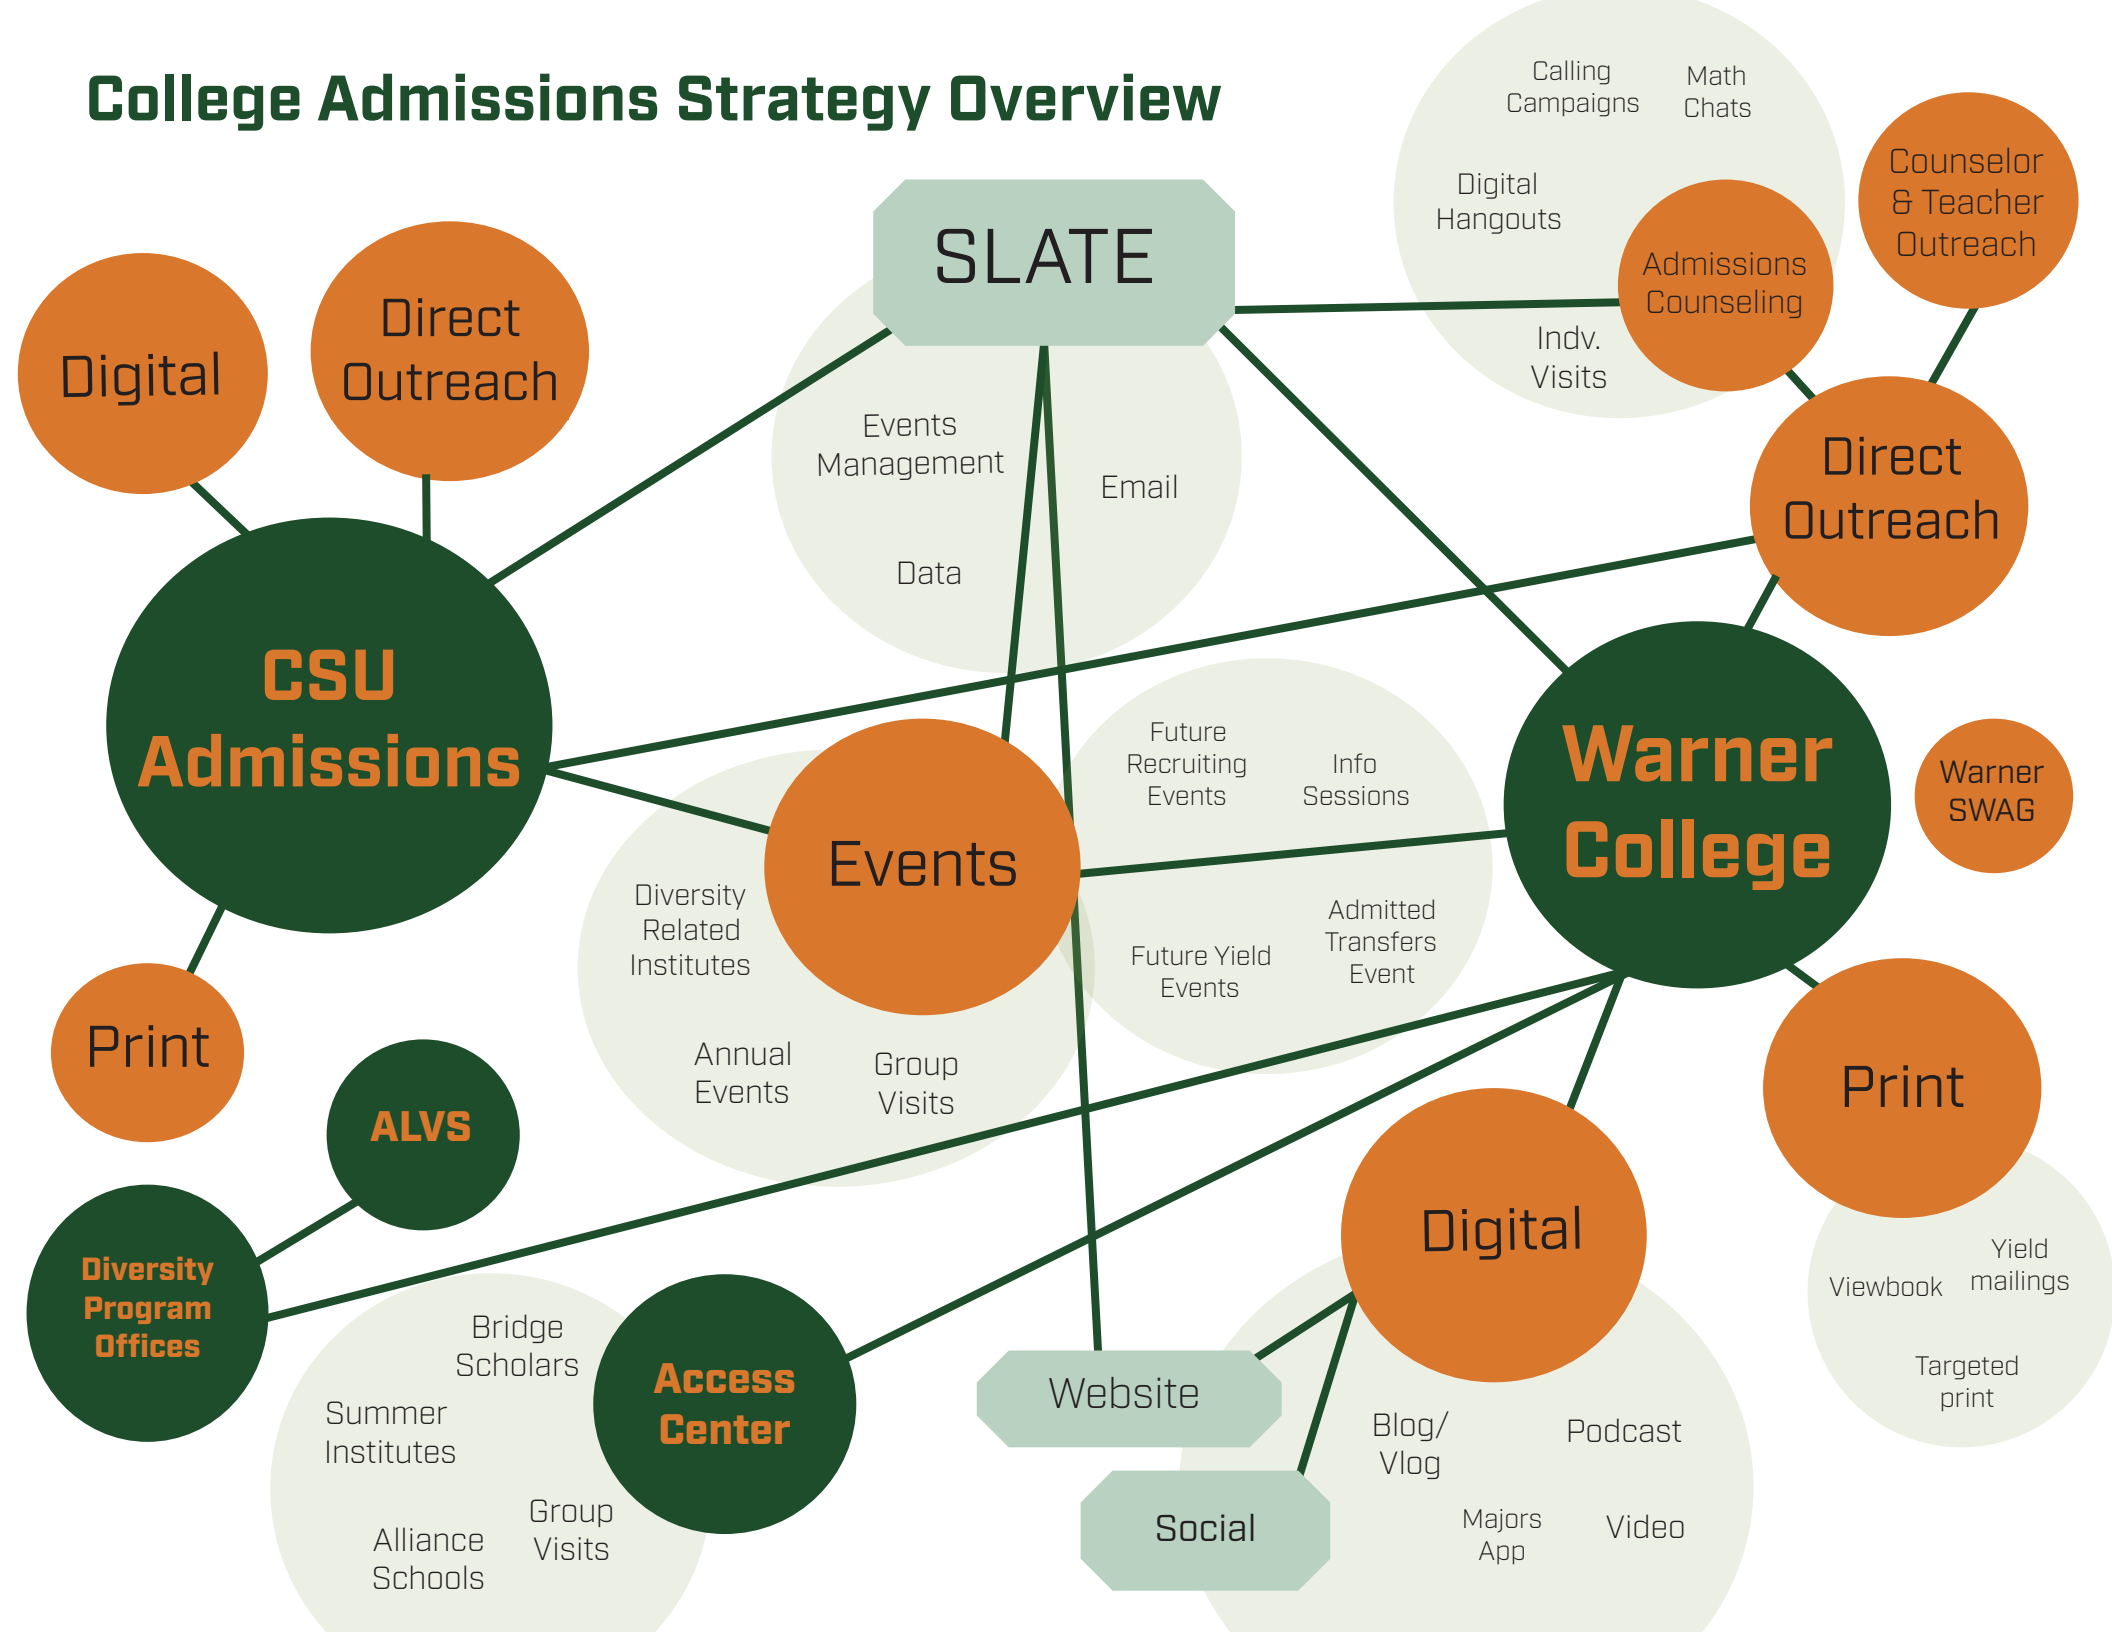 College Admissions Strategy Overview
Calling
Campaigns
Math
Chats
Digital
Hangouts
Counselor
& Teacher
Outreach
Admissions
Counseling
Indv.
Visits
SLATE
Digital
Direct
Outreach
Events
Management
Email
Data
Direct
Outreach
CSU
Admissions
Future
Recruiting
Events
Info
Sessions
Warner
College
Warner
SWAG
Events
Diversity
Related
Institutes
Future Yield
Events
Admitted
Transfers
Event
Annual
Events
Group
Visits
Print
ALVS
Print
Diversity
Program
Offices
Digital
Viewbook
Yield
mailings
Targeted
print
Bridge
Scholars
Summer
Institutes
Access
Center
Group
Visits
Alliance
Schools
Website
Social
Blog/
Vlog
Podcast
Majors
App
Video